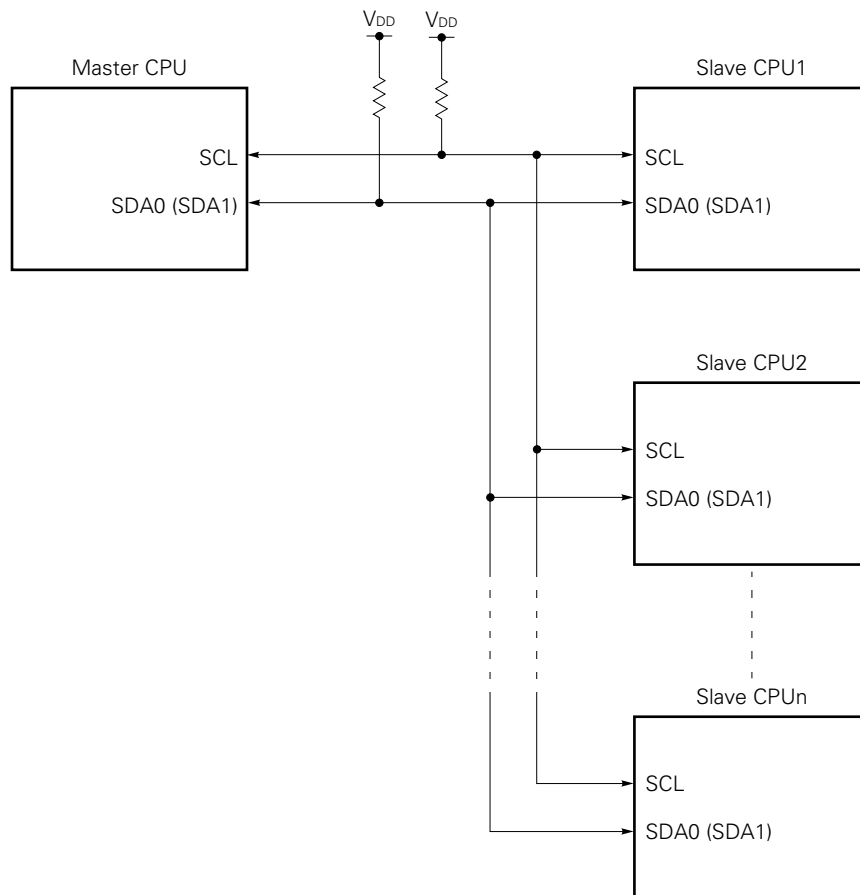 VDD VDD
Master CPU
Slave CPU1
SCL
SDA0 (SDA1)
SCL
SDA0 (SDA1)
Slave CPU2
SCL
SDA0 (SDA1)
Slave CPUn
SCL
SDA0 (SDA1)